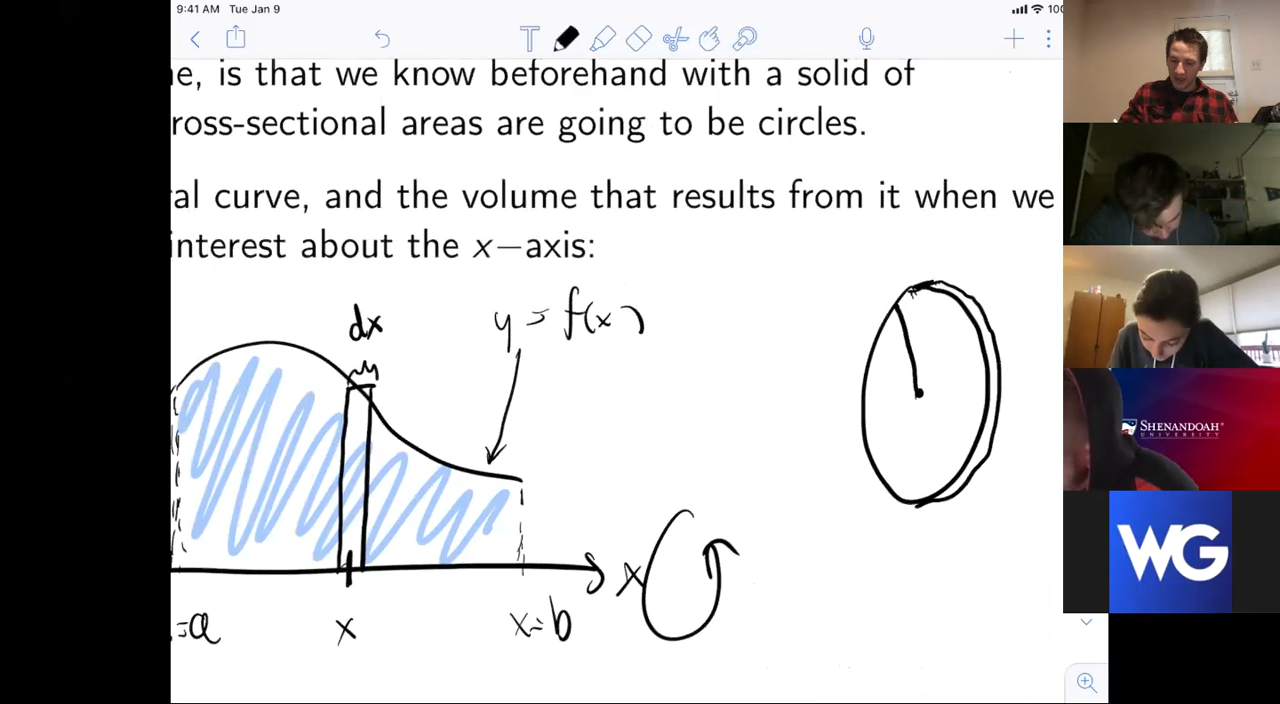 9:41 AM Tue Jan 9
100
T
ne, is that we know beforehand with a solid of
ross-sectional areas are going to be circles.
ral curve, and the volume that results from it when we
interest about the x−axis:
dx
y = f(x)
x
=a
x
x=b
SHENANDOAH
UNIVERSITY
WG